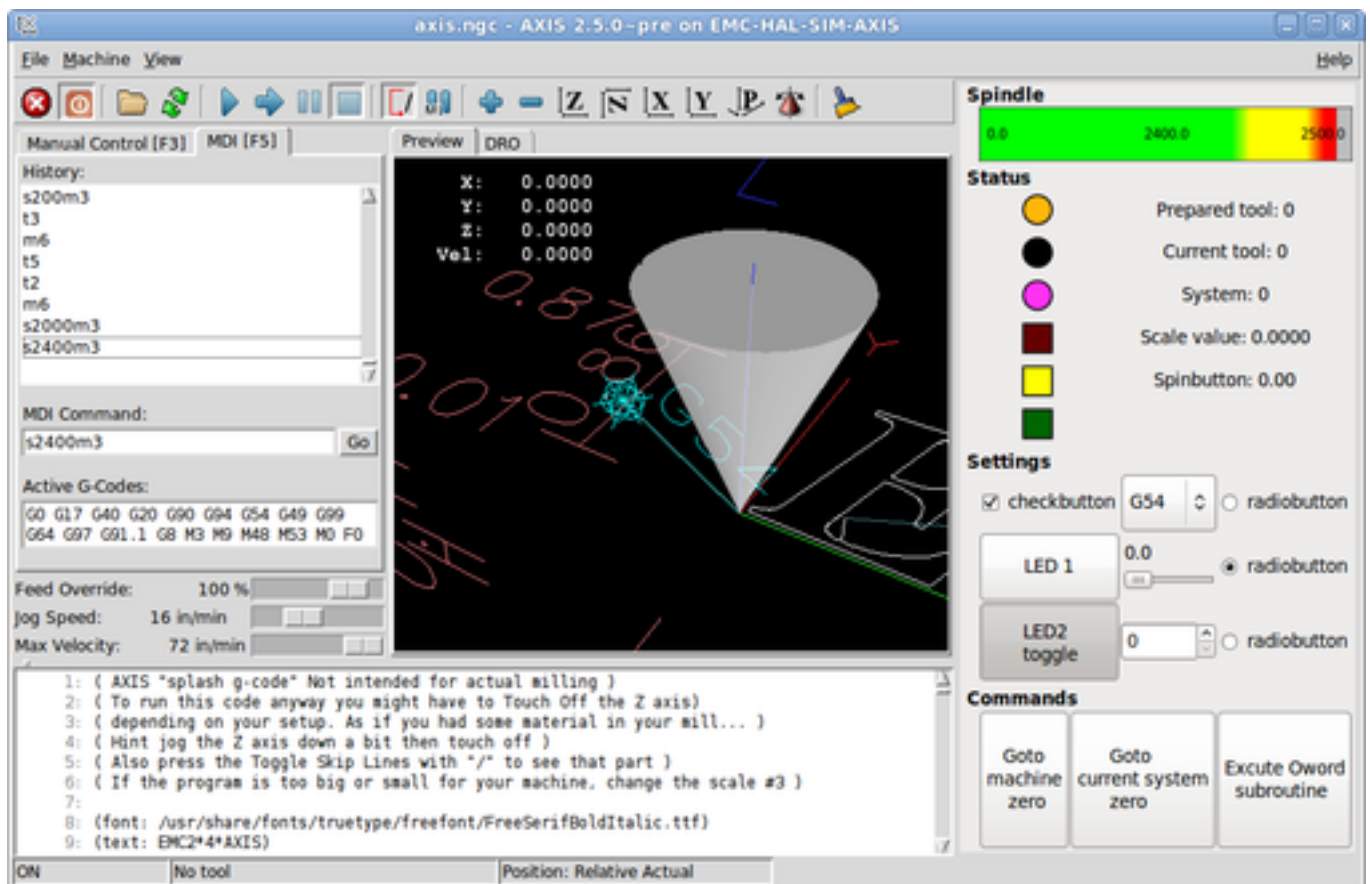 axis.ngc - AXIS 2.5.0~pre on EMC-HAL-SIM-AXIS
File Machine View Help
Z N X Y P
Manual Control [F3] MDI [F5]
History:
s200m3
t3
m6
t5
t2
m6
s2000m3
s2400m3
MDI Command:
s2400m3 Go
Active G-Codes:
G0 G17 G40 G20 G90 G94 G54 G49 G99
G64 G97 G91.1 G8 M3 M9 M48 M53 M0 F0
Feed Override: 100 %
Jog Speed: 16 in/min
Max Velocity: 72 in/min
Preview DRO
X: 0.0000
Y: 0.0000
Z: 0.0000
Vel: 0.0000
G54
Y
Spindle
0.0 2400.0 2500.0
Status
Prepared tool: 0
Current tool: 0
System: 0
Scale value: 0.0000
Spinbutton: 0.00
Settings
checkbutton G54 radiobutton
LED 1 0.0 radiobutton
LED2 toggle 0 radiobutton
Commands
Goto machine zero
Goto current system zero
Excute Oword subroutine
1: ( AXIS "splash g-code" Not intended for actual milling )
2: ( To run this code anyway you might have to Touch Off the Z axis)
3: ( depending on your setup. As if you had some material in your mill... )
4: ( Hint jog the Z axis down a bit then touch off )
5: ( Also press the Toggle Skip Lines with "/" to see that part )
6: ( If the program is too big or small for your machine, change the scale #3 )
7:
8: (font: /usr/share/fonts/truetype/freefont/FreeSerifBoldItalic.ttf)
9: (text: EMC2*4*AXIS)
ON No tool Position: Relative Actual